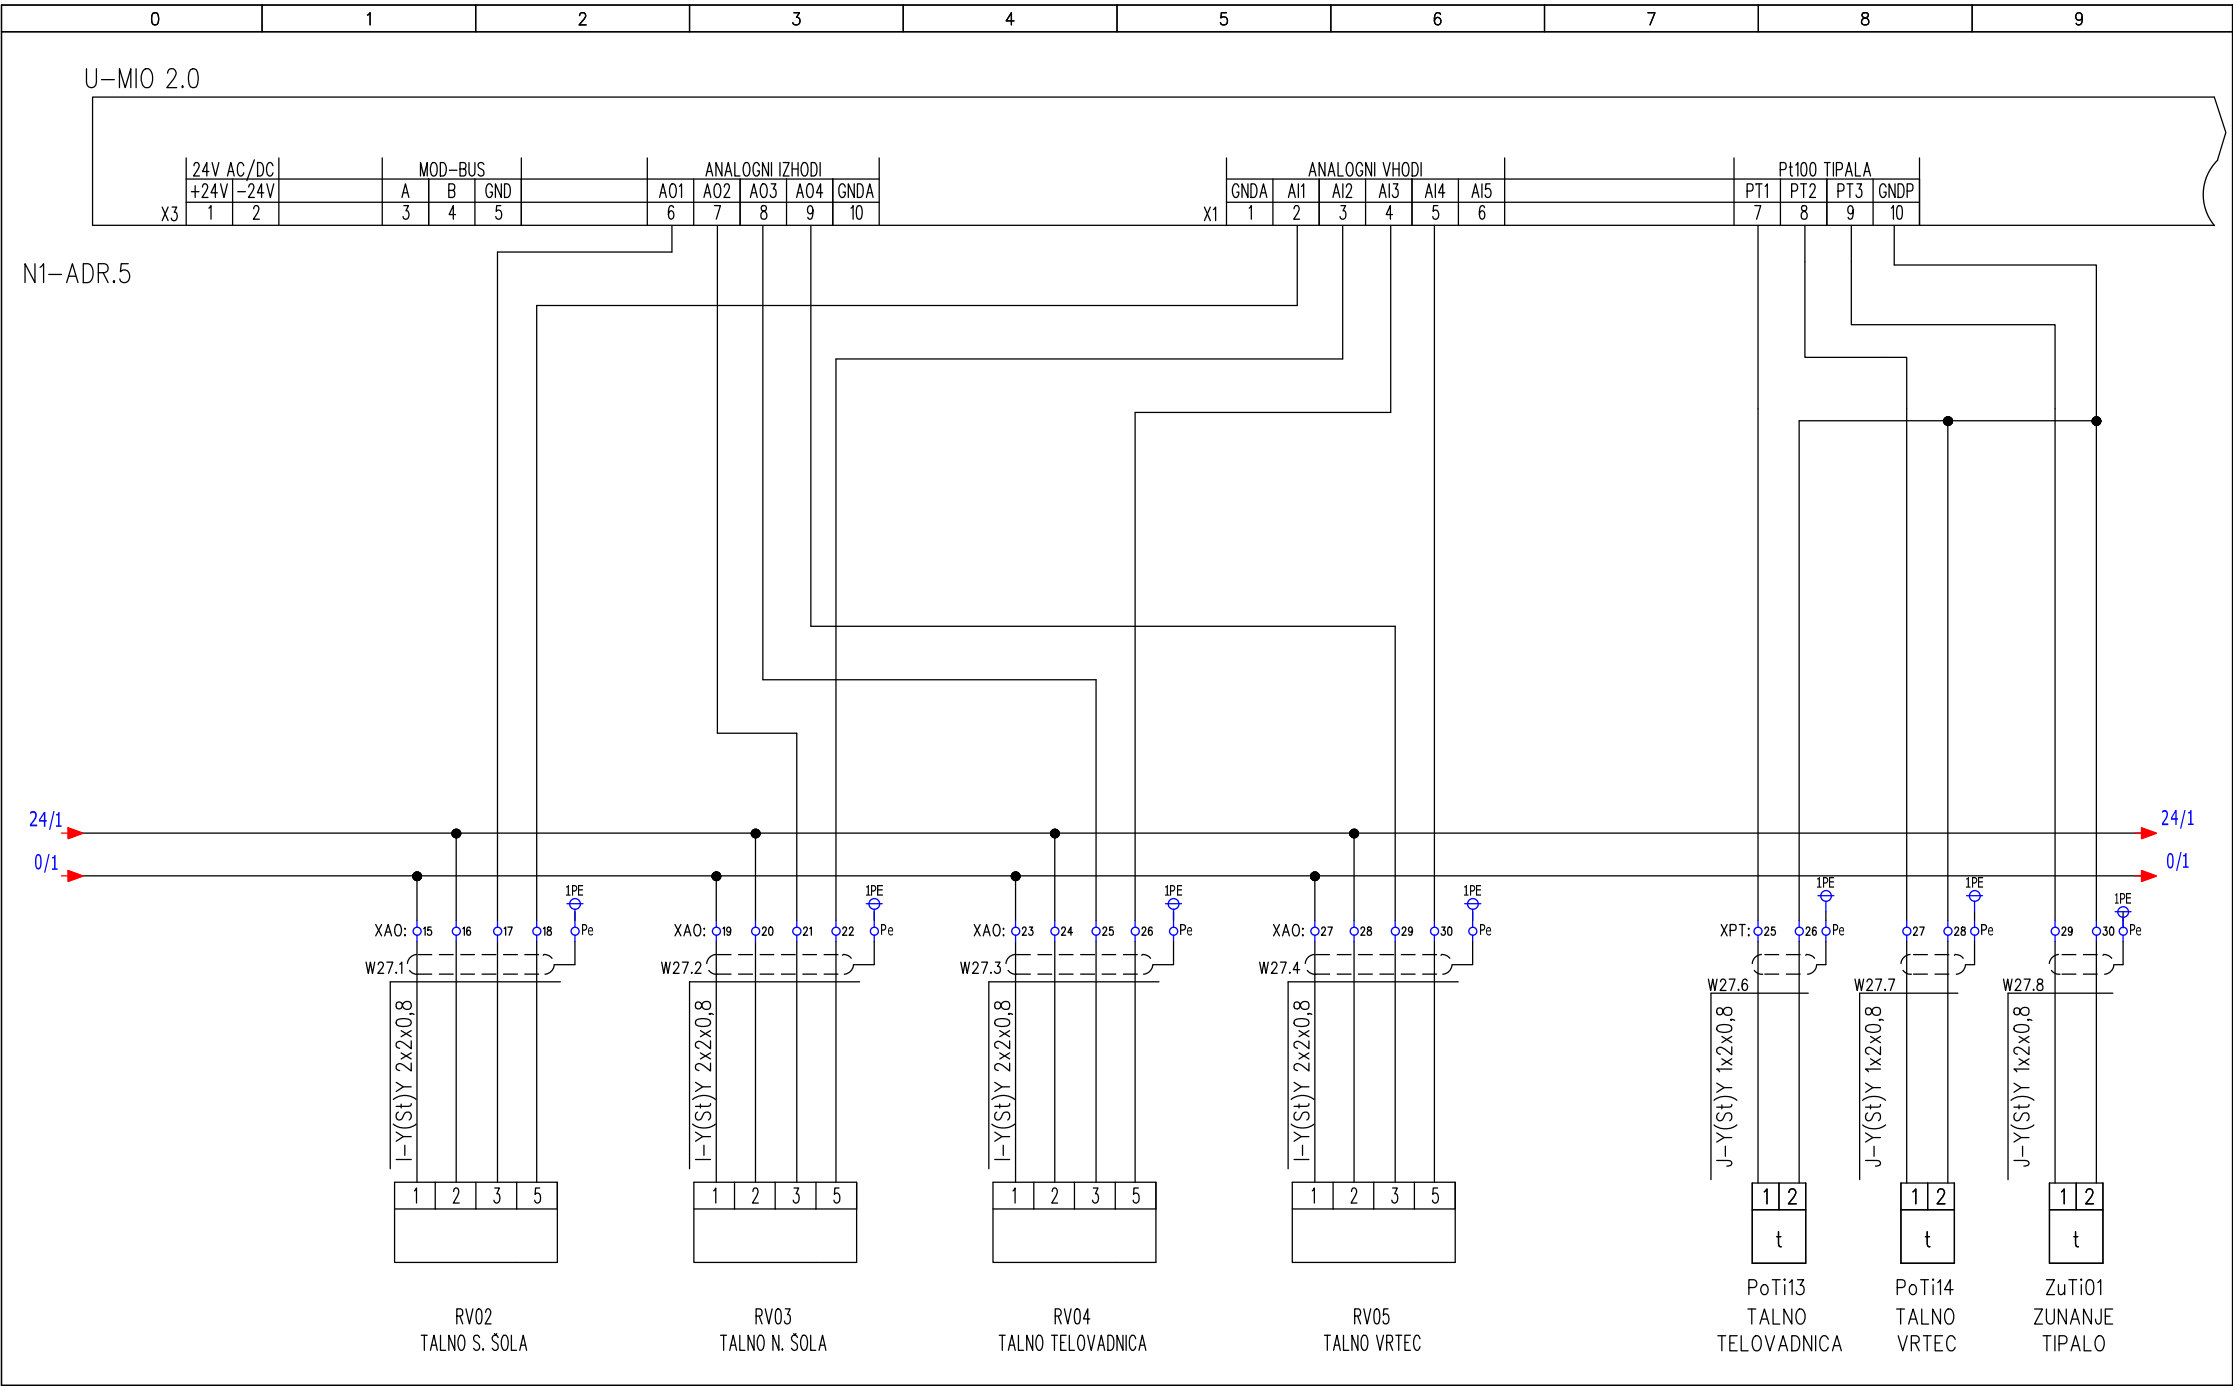 0 1 2 3 4 5 6 7 8 9
U-MIO 2.0
24V AC/DC MOD-BUS ANALOGNI IZHODI ANALOGNI VHODI Pt100 TIPALA
+24V -24V A B GND AO1 AO2 AO3 AO4 GNDA GNDA AI1 AI2 AI3 AI4 AI5 PT1 PT2 PT3 GNDP
X3 1 2 3 4 5 6 7 8 9 10 X1 1 2 3 4 5 6 7 8 9 10
N1-ADR.5
24/1 24/1
0/1 0/1
1PE 1PE 1PE 1PE 1PE 1PE 1PE
XAO: 15 16 17 18 Pe XAO: 19 20 21 22 Pe XAO: 23 24 25 26 Pe XAO: 27 28 29 30 Pe XPT: 25 26 Pe 27 28 Pe 29 30 Pe
W27.1 W27.2 W27.3 W27.4
W27.6 W27.7 W27.8
I-Y(St)Y 2x2x0,8
I-Y(St)Y 2x2x0,8
I-Y(St)Y 2x2x0,8
I-Y(St)Y 2x2x0,8
J-Y(St)Y 1x2x0,8
J-Y(St)Y 1x2x0,8
J-Y(St)Y 1x2x0,8
1 2 3 5 1 2 3 5 1 2 3 5 1 2 3 5 1 2 1 2 1 2
t t t
RV02
TALNO S. ŠOLA
RV03
TALNO N. ŠOLA
RV04
TALNO TELOVADNICA
RV05
TALNO VRTEC
PoTi13
TALNO
TELOVADNICA
PoTi14
TALNO
VRTEC
ZuTi01
ZUNANJE
TIPALO